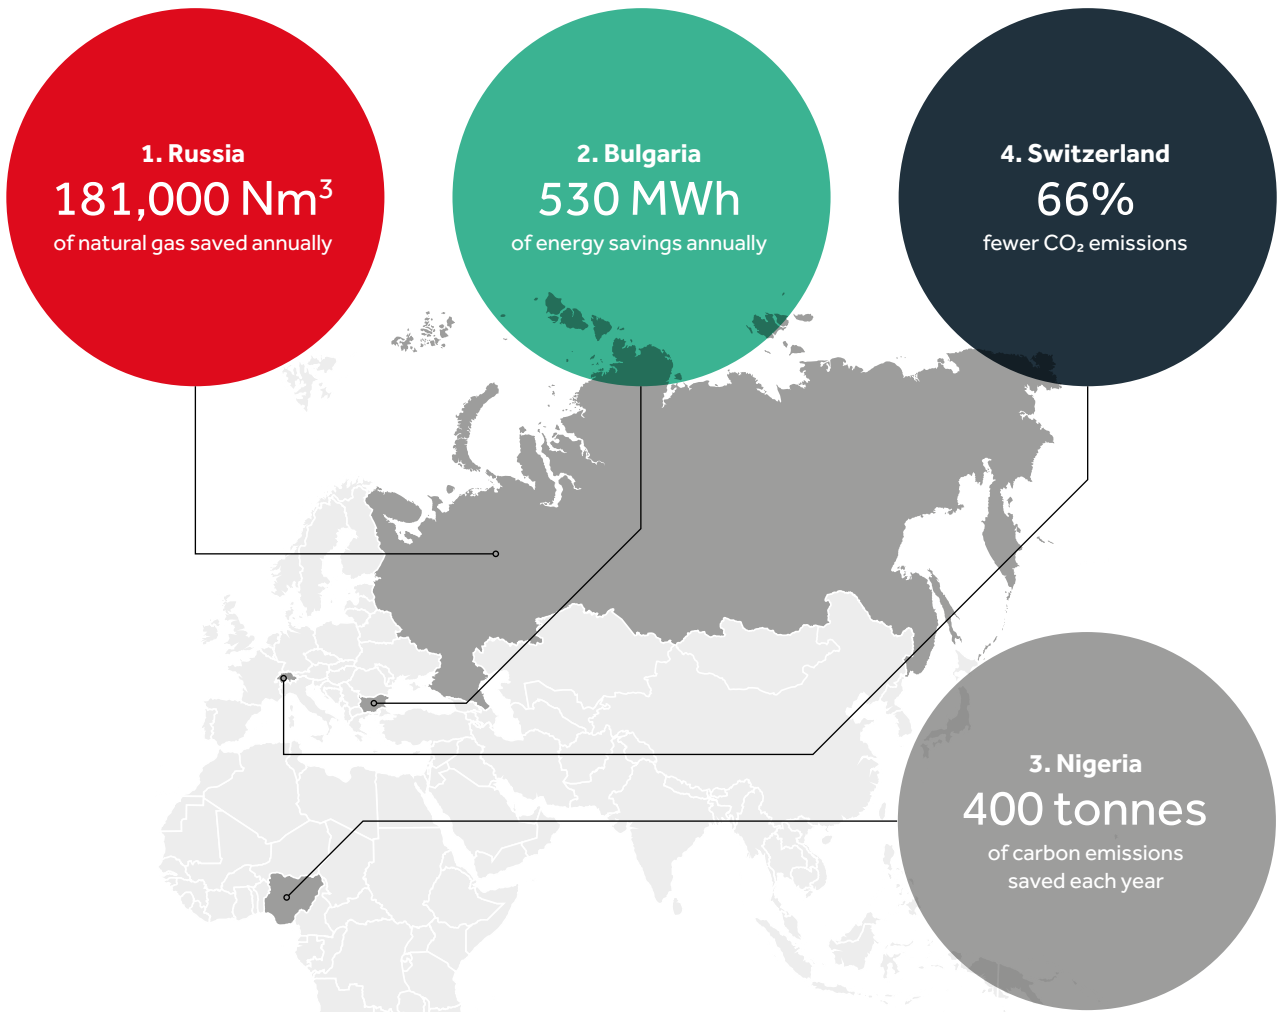 1. Russia
181,000 Nm³
of natural gas saved annually
2. Bulgaria
530 MWh
of energy savings annually
4. Switzerland
66%
fewer CO₂ emissions
3. Nigeria
400 tonnes
of carbon emissions
saved each year